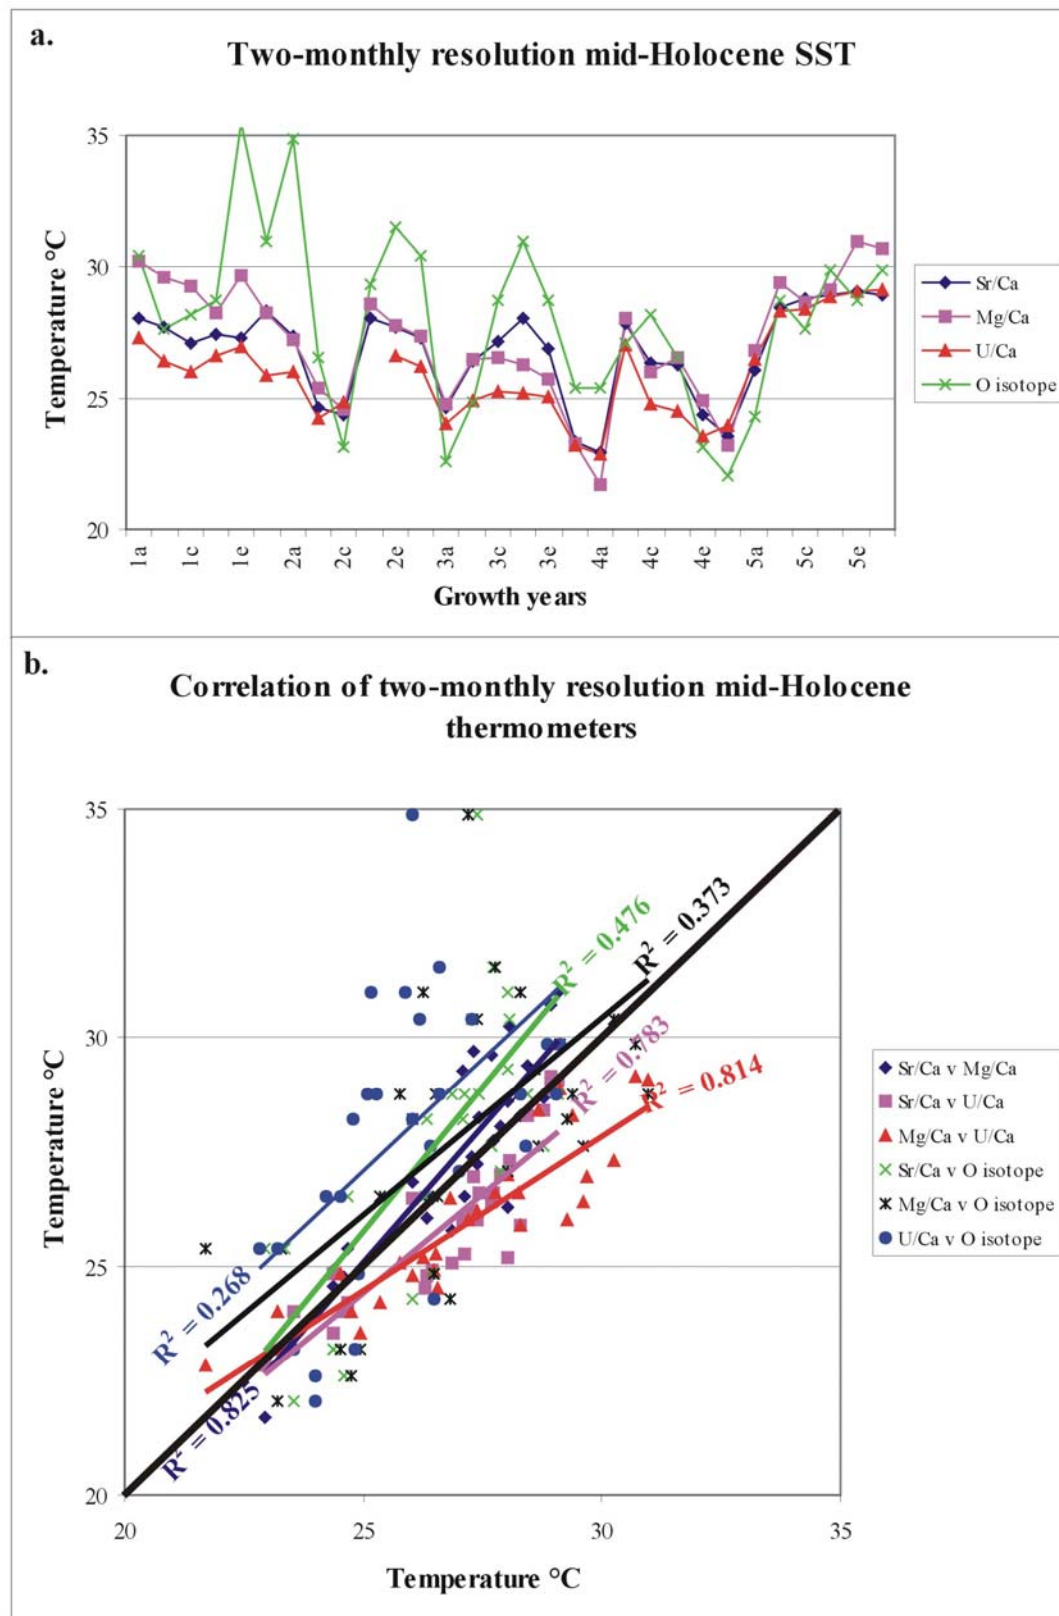 a.
Two-monthly resolution mid-Holocene SST
35
30
25
20
Temperature °C
1a
1c
1e
2a
2c
2e
3a
3c
3e
4a
4c
4e
5a
5c
5e
Growth years
Sr/Ca
Mg/Ca
U/Ca
O isotope
b.
Correlation of two-monthly resolution mid-Holocene
thermometers
35
30
25
20
Temperature °C
R² = 0.476
R² = 0.373
R² = 0.783
R² = 0.814
R² = 0.268
R² = 0.825
20
25
30
35
Temperature °C
Sr/Ca v Mg/Ca
Sr/Ca v U/Ca
Mg/Ca v U/Ca
Sr/Ca v O isotope
Mg/Ca v O isotope
U/Ca v O isotope